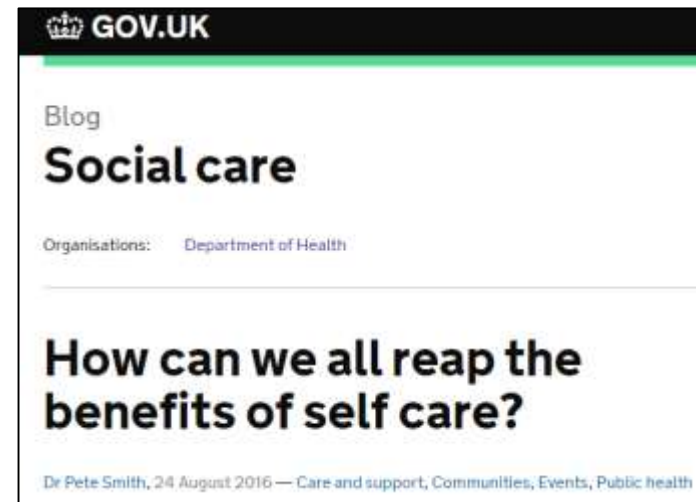 GOV.UK
Blog
Social care
Organisations: Department of Health
How can we all reap the
benefits of self care?
Dr Pete Smith, 24 August 2016 — Care and support, Communities, Events, Public health